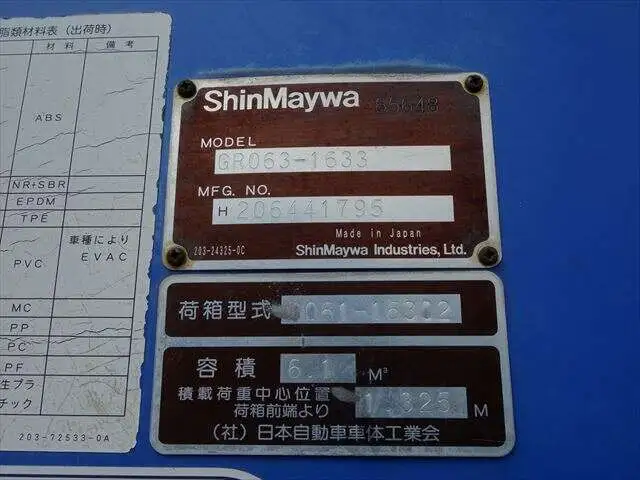 脂類材料表(出荷時)
材料 備考
ABS
NR+SBR
EPDM
TPE
車種により
PVC EVAC
MC
PP
PC
PF
生プラ
チック
203-72533-0A
ShinMaywa
MODEL
GR063-1633
MFG. NO.
H 206441795
Made in Japan
203-24325-0C ShinMaywa Industries, Ltd.
荷箱型式
容積 6.1 M³
積載荷重中心位置
荷箱前端より 1.325 M
(社)日本自動車車体工業会